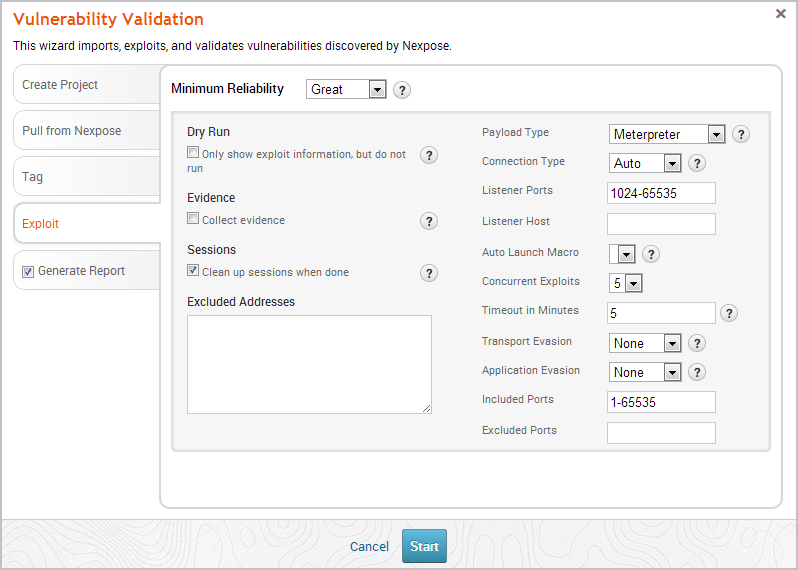 Vulnerability Validation
This wizard imports, exploits, and validates vulnerabilities discovered by Nexpose.
Create Project
Pull from Nexpose
Tag
Exploit
Generate Report
Minimum Reliability Great ?
Dry Run
Only show exploit information, but do not
run
?
Evidence
Collect evidence ?
Sessions
Clean up sessions when done ?
Excluded Addresses
Payload Type Meterpreter ?
Connection Type Auto ?
Listener Ports 1024-65535
Listener Host
Auto Launch Macro ?
Concurrent Exploits 5
Timeout in Minutes 5 ?
Transport Evasion None ?
Application Evasion None ?
Included Ports 1-65535
Excluded Ports
Cancel Start